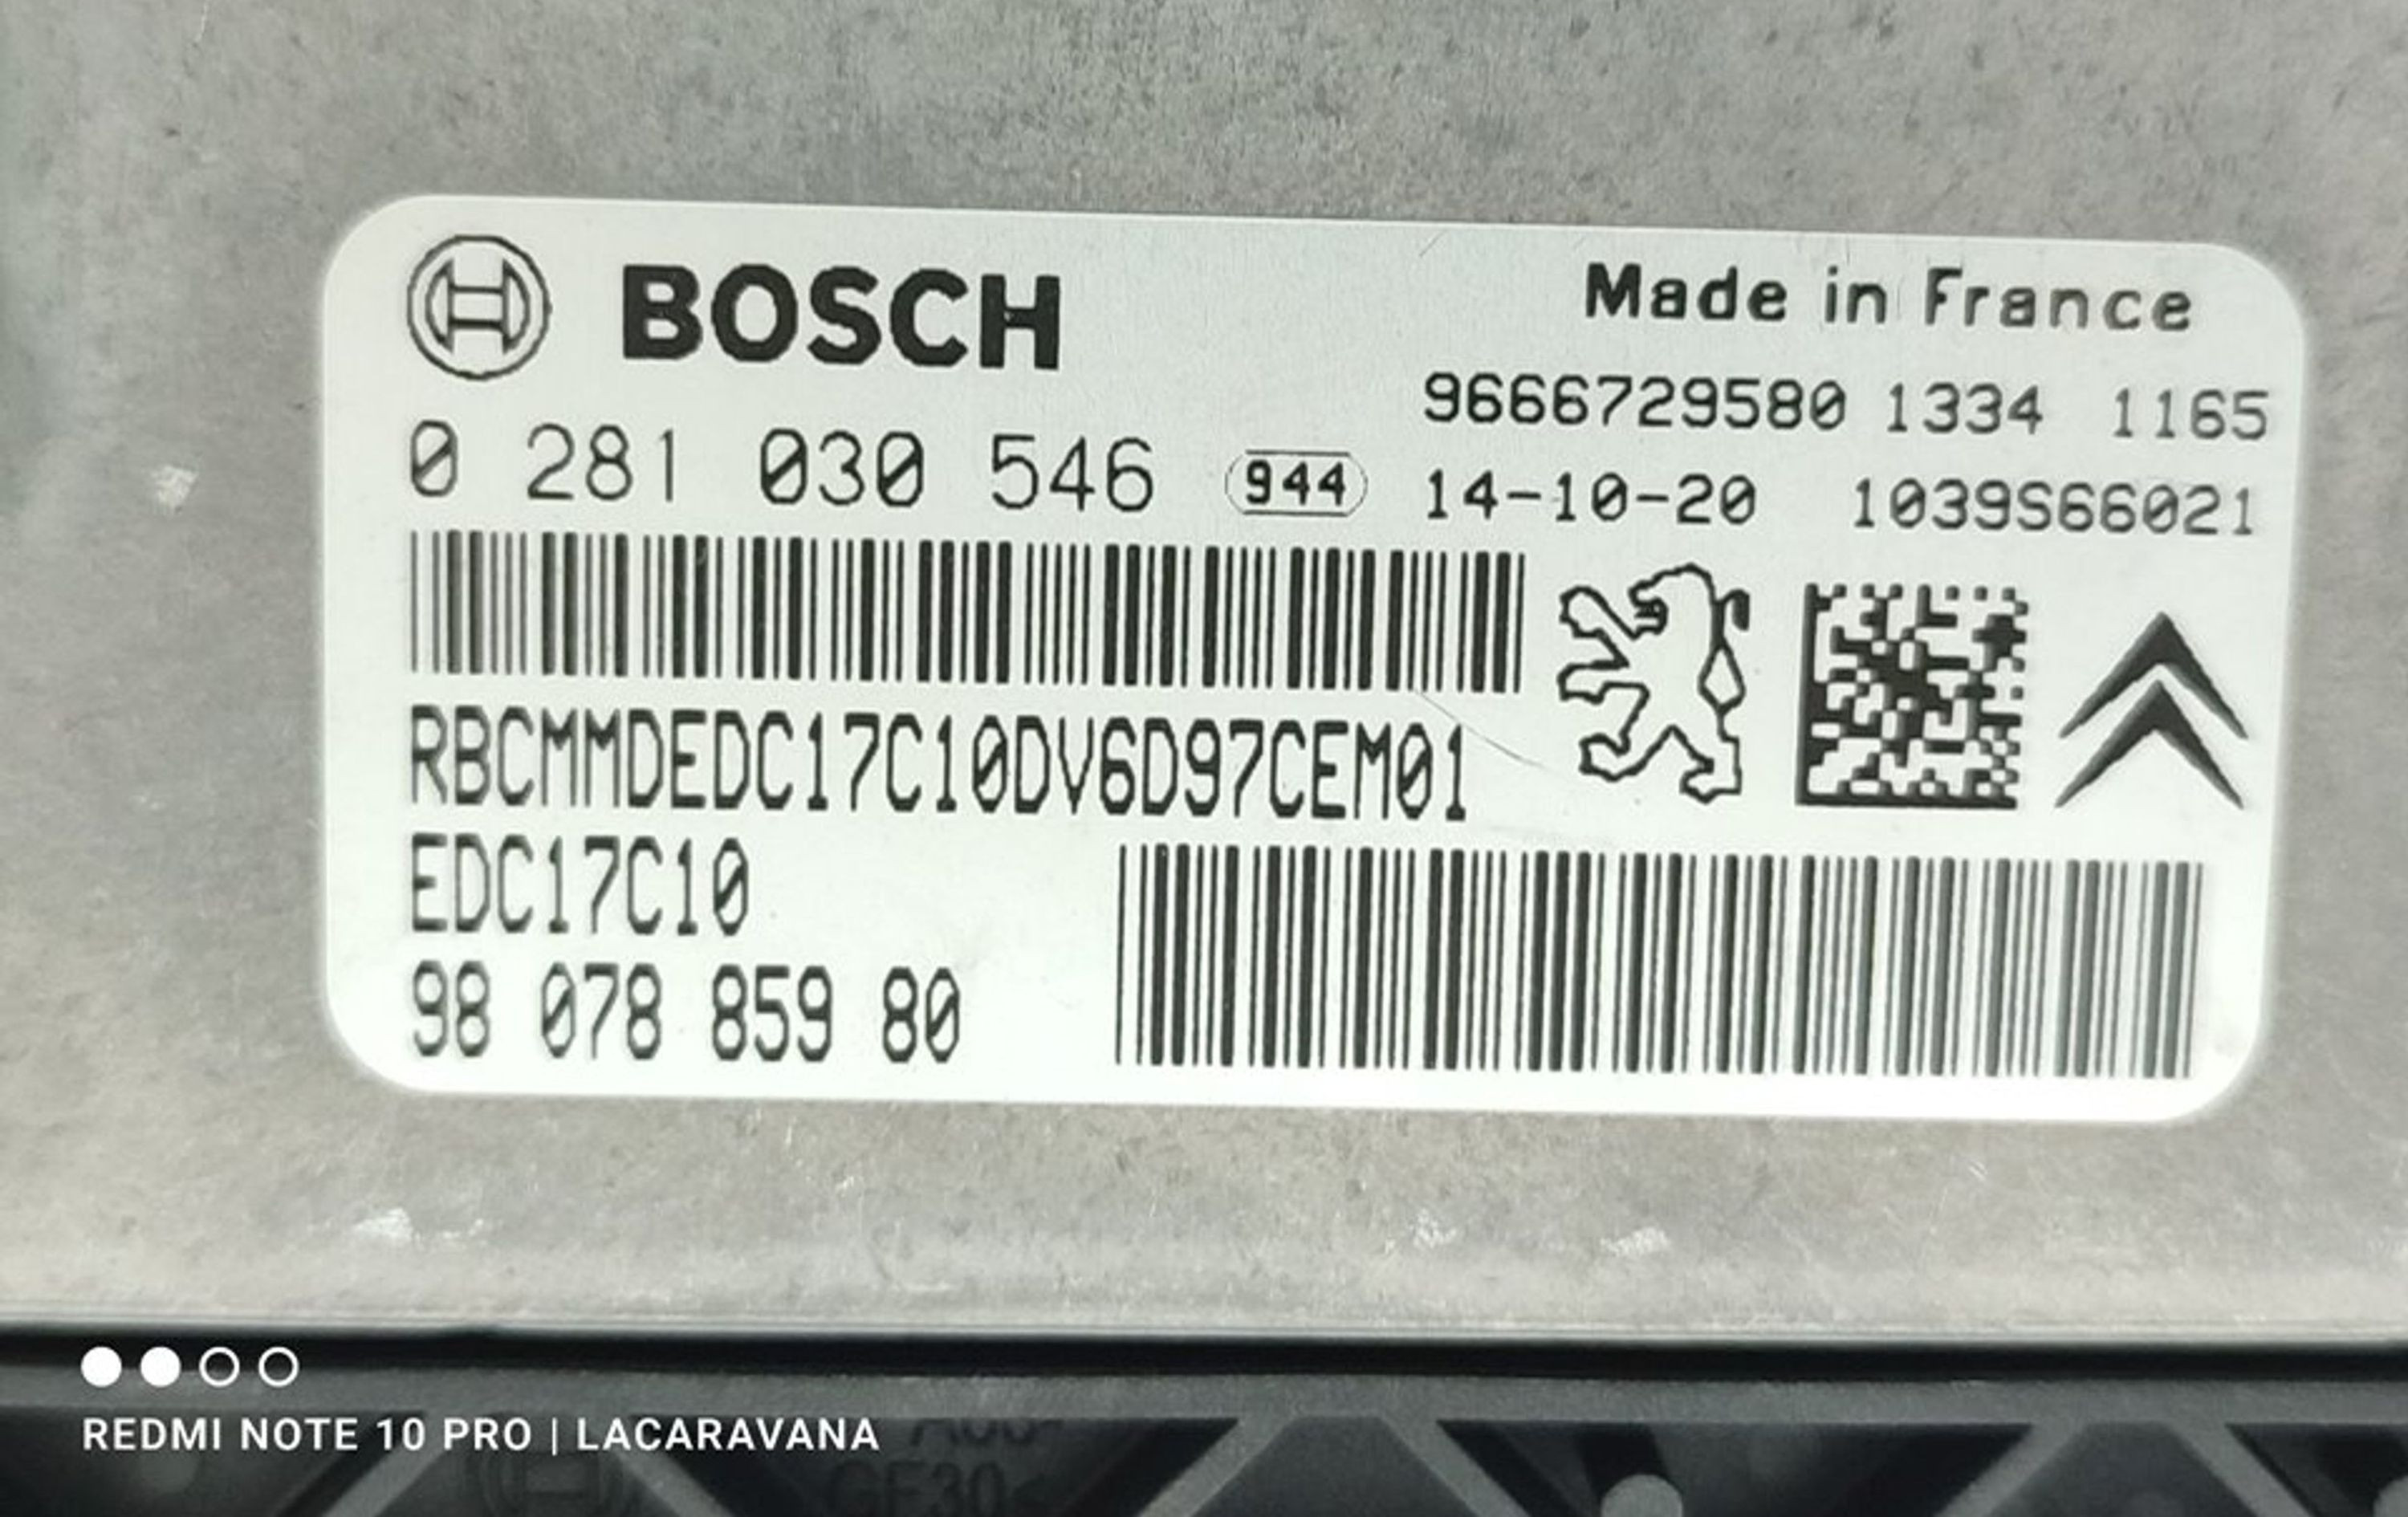 BOSCH
Made in France
9666729580 1334 1165
0 281 030 546 944 14-10-20 1039S66021
RBCMMDEDC17C10DV6D97CEM01
EDC17C10
98 078 859 80
REDMI NOTE 10 PRO | LACARAVANA
GF30